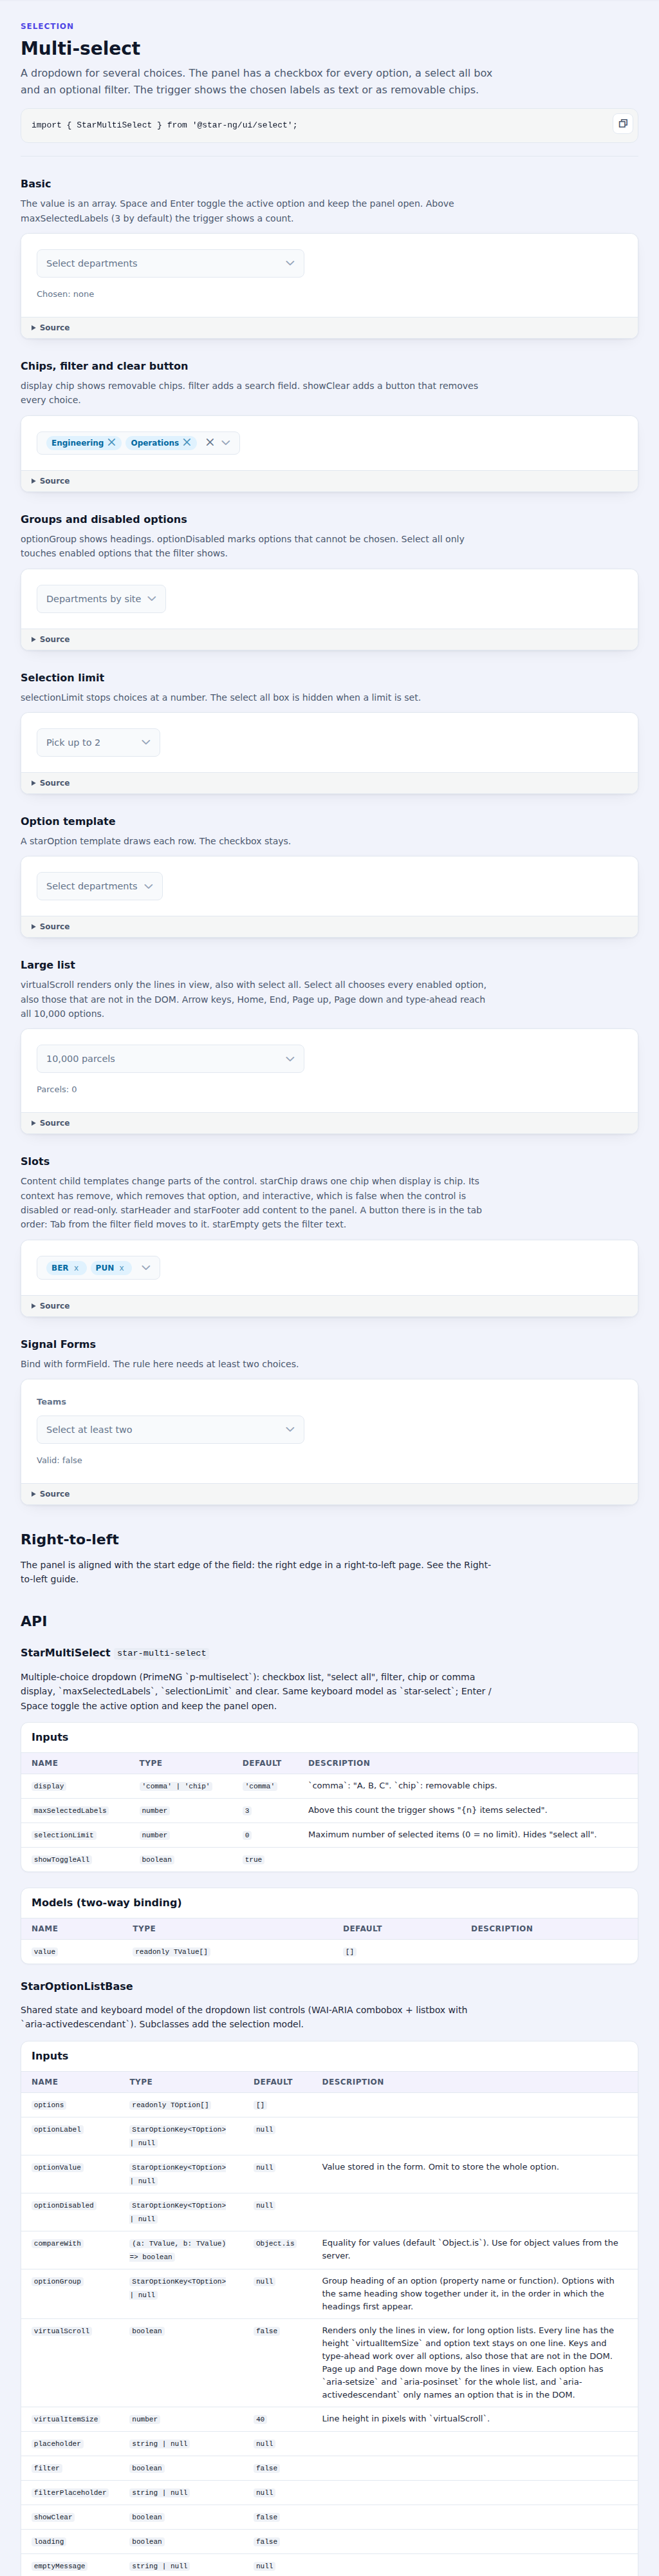 SELECTION
Multi-select
A dropdown for several choices. The panel has a checkbox for every option, a select all box
and an optional filter. The trigger shows the chosen labels as text or as removable chips.
import { StarMultiSelect } from '@star-ng/ui/select';
Basic
The value is an array. Space and Enter toggle the active option and keep the panel open. Above
maxSelectedLabels (3 by default) the trigger shows a count.
Select departments
Chosen: none
Source
Chips, filter and clear button
display chip shows removable chips. filter adds a search field. showClear adds a button that removes
every choice.
Engineering Operations
Source
Groups and disabled options
optionGroup shows headings. optionDisabled marks options that cannot be chosen. Select all only
touches enabled options that the filter shows.
Departments by site
Source
Selection limit
selectionLimit stops choices at a number. The select all box is hidden when a limit is set.
Pick up to 2
Source
Option template
A starOption template draws each row. The checkbox stays.
Select departments
Source
Large list
virtualScroll renders only the lines in view, also with select all. Select all chooses every enabled option,
also those that are not in the DOM. Arrow keys, Home, End, Page up, Page down and type-ahead reach
all 10,000 options.
10,000 parcels
Parcels: 0
Source
Slots
Content child templates change parts of the control. starChip draws one chip when display is chip. Its
context has remove, which removes that option, and interactive, which is false when the control is
disabled or read-only. starHeader and starFooter add content to the panel. A button there is in the tab
order: Tab from the filter field moves to it. starEmpty gets the filter text.
BER x PUN x
Source
Signal Forms
Bind with formField. The rule here needs at least two choices.
Teams
Select at least two
Valid: false
Source
Right-to-left
The panel is aligned with the start edge of the field: the right edge in a right-to-left page. See the Right-
to-left guide.
API
StarMultiSelect star-multi-select
Multiple-choice dropdown (PrimeNG `p-multiselect`): checkbox list, "select all", filter, chip or comma
display, `maxSelectedLabels`, `selectionLimit` and clear. Same keyboard model as `star-select`; Enter /
Space toggle the active option and keep the panel open.
Inputs
NAME TYPE DEFAULT DESCRIPTION
display 'comma' | 'chip' 'comma' `comma`: "A, B, C". `chip`: removable chips.
maxSelectedLabels number 3 Above this count the trigger shows "{n} items selected".
selectionLimit number 0 Maximum number of selected items (0 = no limit). Hides "select all".
showToggleAll boolean true
Models (two-way binding)
NAME TYPE DEFAULT DESCRIPTION
value readonly TValue[] []
StarOptionListBase
Shared state and keyboard model of the dropdown list controls (WAI-ARIA combobox + listbox with
`aria-activedescendant`). Subclasses add the selection model.
Inputs
NAME TYPE DEFAULT DESCRIPTION
options readonly TOption[] []
optionLabel StarOptionKey<TOption> null
| null
optionValue StarOptionKey<TOption> null Value stored in the form. Omit to store the whole option.
| null
optionDisabled StarOptionKey<TOption> null
| null
compareWith (a: TValue, b: TValue) Object.is Equality for values (default `Object.is`). Use for object values from the
=> boolean server.
optionGroup StarOptionKey<TOption> null Group heading of an option (property name or function). Options with
| null the same heading show together under it, in the order in which the
headings first appear.
virtualScroll boolean false Renders only the lines in view, for long option lists. Every line has the
height `virtualItemSize` and option text stays on one line. Keys and
type-ahead work over all options, also those that are not in the DOM.
Page up and Page down move by the lines in view. Each option has
`aria-setsize` and `aria-posinset` for the whole list, and `aria-
activedescendant` only names an option that is in the DOM.
virtualItemSize number 40 Line height in pixels with `virtualScroll`.
placeholder string | null null
filter boolean false
filterPlaceholder string | null null
showClear boolean false
loading boolean false
emptyMessage string | null null